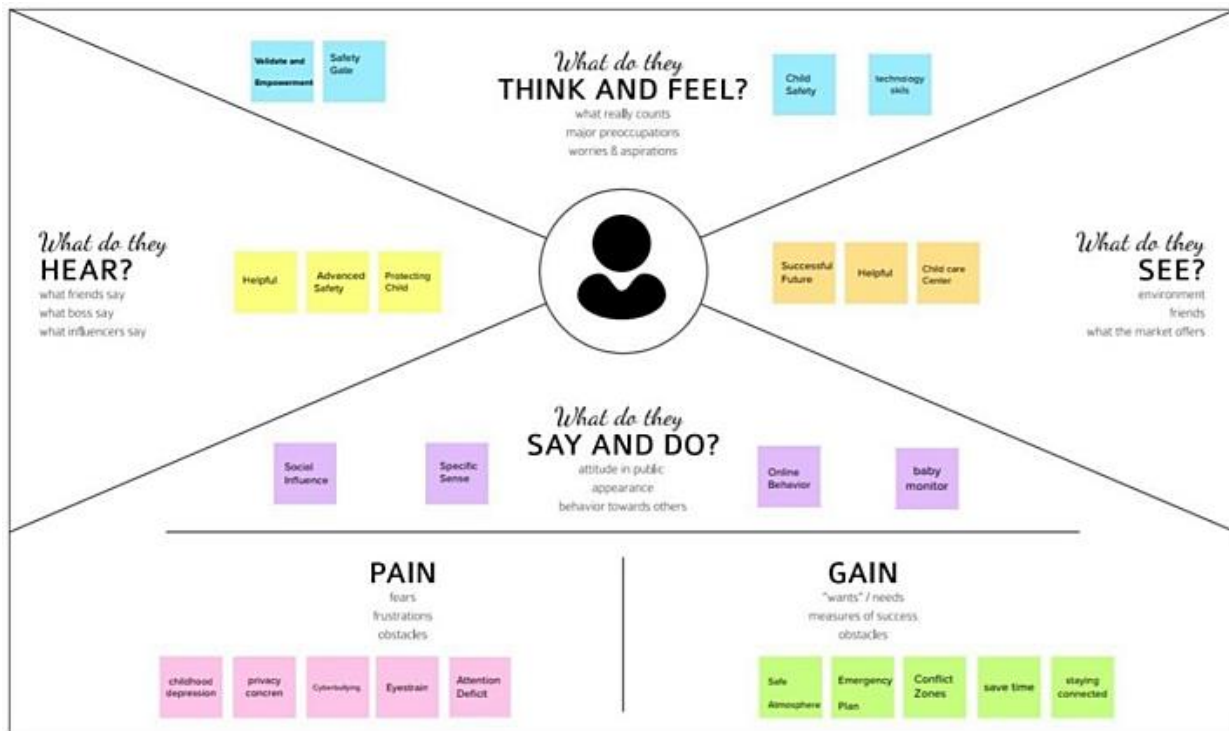 Validate and
Empowerment
Safety
Gate
What do they
THINK AND FEEL?
what really counts
major preoccupations
worries & aspirations
Child
Safety
technology
skils
What do they
HEAR?
what friends say
what boss say
what influencers say
Helpful
Advanced
Safety
Protecting
Child
Successful
Future
Helpful
Child care
Center
What do they
SEE?
environment
friends
what the market offers
Social
Influence
Specific
Sense
What do they
SAY AND DO?
attitude in public
appearance
behavior towards others
Online
Behavior
baby
monitor
PAIN
fears
frustrations
obstacles
childhood
depression
privacy
concren
Cyberbullying
Eyestrain
Attention
Deficit
GAIN
"wants" / needs
measures of success
obstacles
Safe
Atmosphere
Emergency
Plan
Conflict
Zones
save time
staying
connected